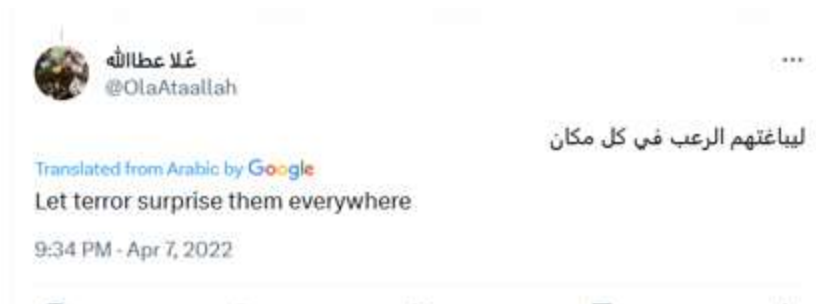 عُلا عطاالله
@OlaAtaallah
ليباغتهم الرعب في كل مكان
Translated from Arabic by Google
Let terror surprise them everywhere
9:34 PM · Apr 7, 2022